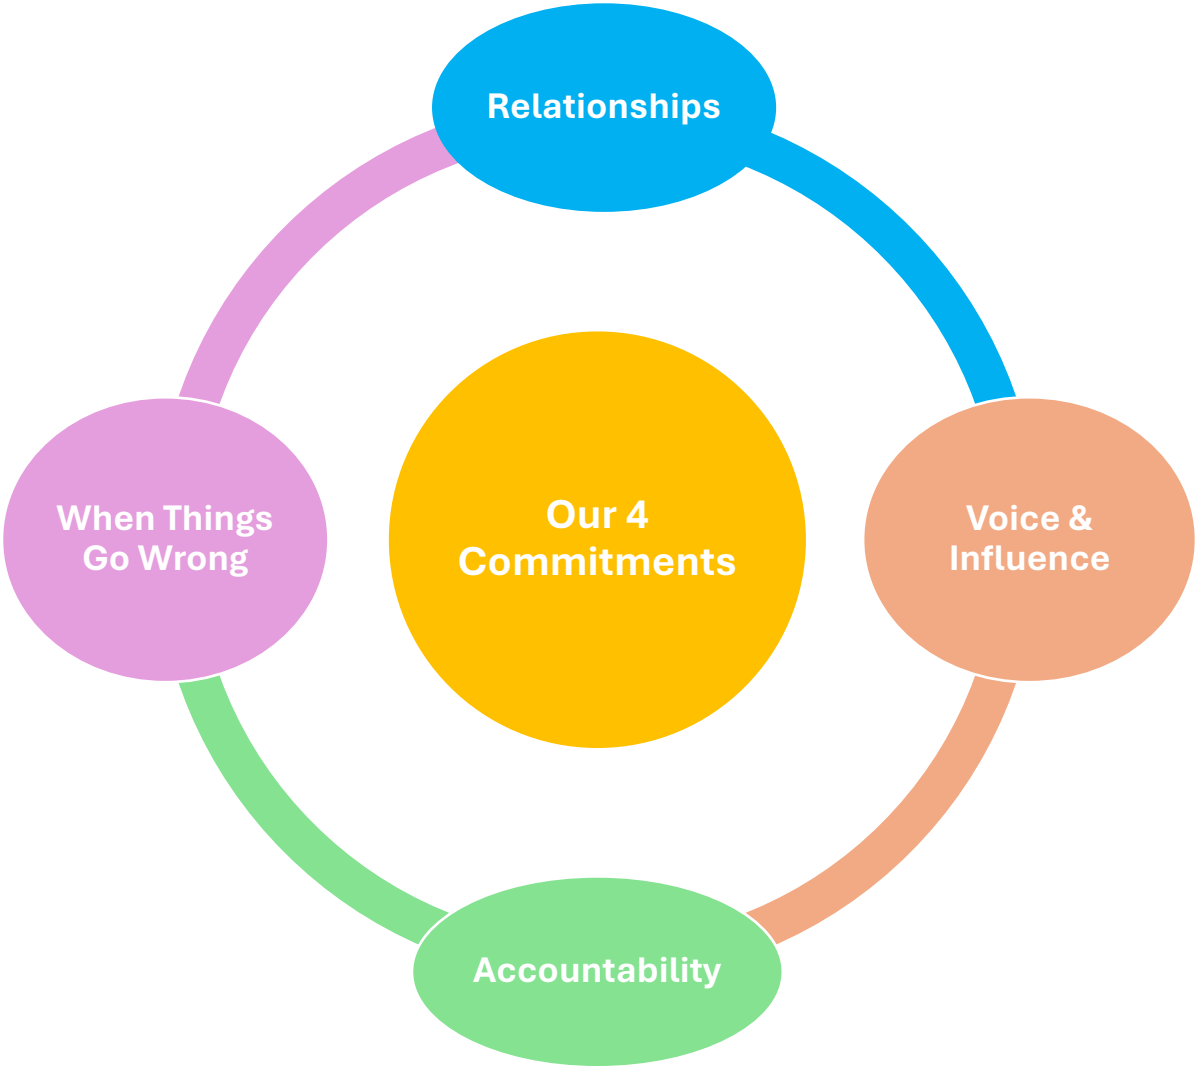 Relationships
When Things
Go Wrong
Our 4
Commitments
Voice &
Influence
Accountability